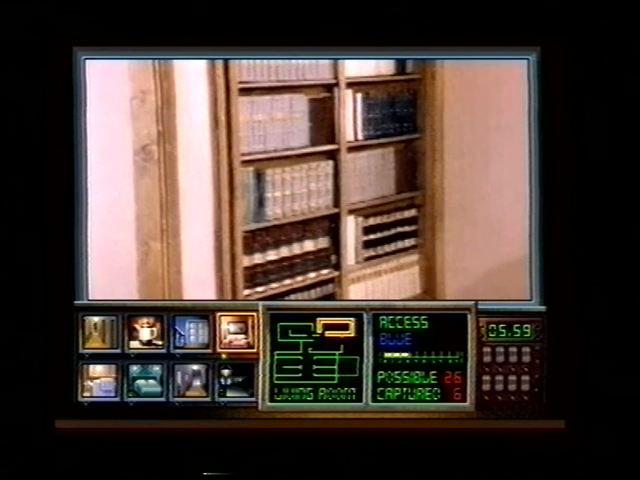 ACCESS
BLUE
05.59
POSSIBLE 26
CAPTURED 6
LIVING ROOM